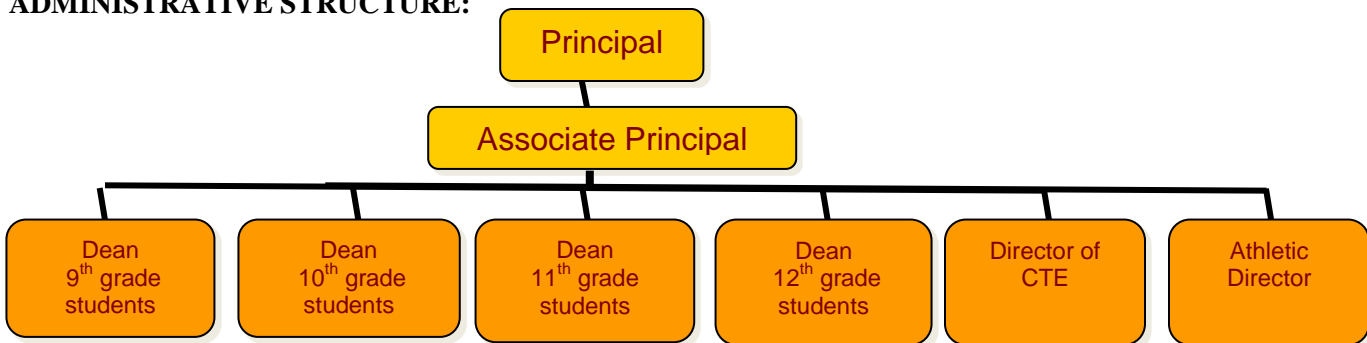 ADMINISTRATIVE STRUCTURE:
Principal
Associate Principal
Dean
9th grade
students
Dean
10th grade
students
Dean
11th grade
students
Dean
12th grade
students
Director of
CTE
Athletic
Director